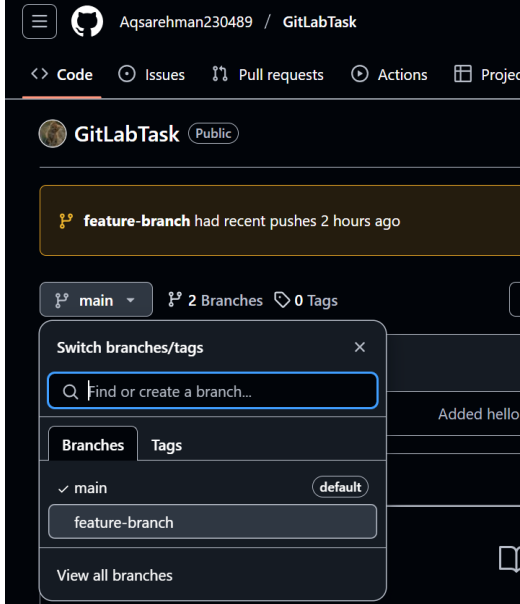 Aqsarehman230489 / GitLabTask
Code Issues Pull requests Actions
GitLabTask Public
feature-branch had recent pushes 2 hours ago
main 2 Branches 0 Tags
Switch branches/tags
Find or create a branch...
Added hello
Branches Tags
main default
feature-branch
View all branches